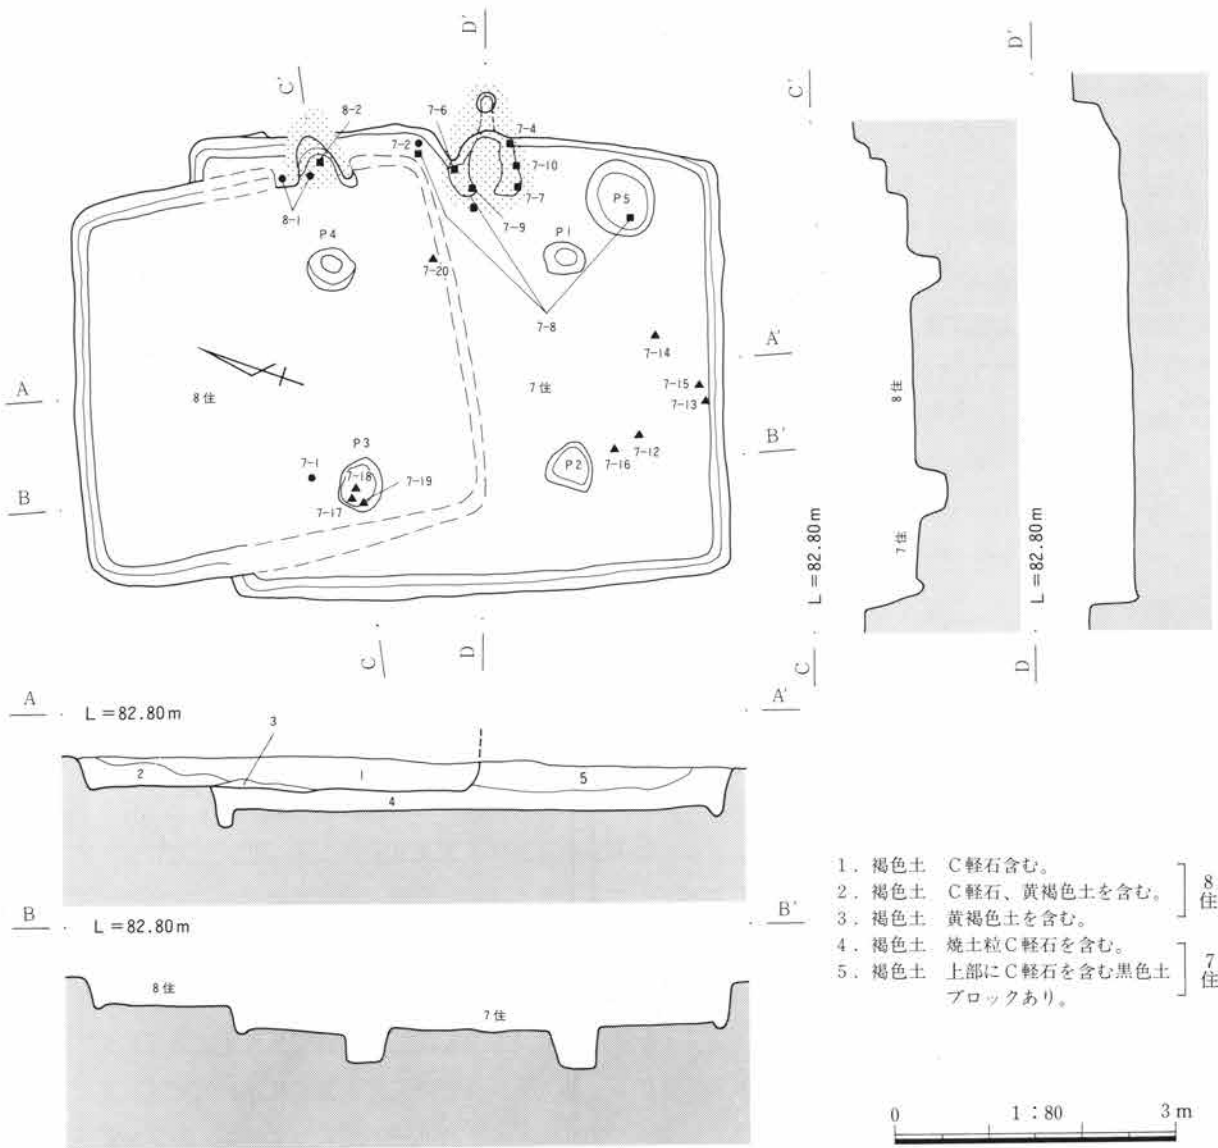 D'
C'
8-2
7-6
7-2
7-4
7-10
7-7
7-9
8-1
P5
P4
P1
7-20
7-8
7-14
A'
A
8住
7住
7-15
7-13
B'
P3
7-1
7-18
7-19
7-17
P2
7-16
7-12
B
C
D
C'
8住
7住
L=82.80m
C
D'
L=82.80m
D
A
L=82.80m
A'
3
2
1
5
4
B
L=82.80m
B'
8住
7住
1. 褐色土 C軽石含む。
2. 褐色土 C軽石、黄褐色土を含む。
3. 褐色土 黄褐色土を含む。
8住
4. 褐色土 焼土粒C軽石を含む。
5. 褐色土 上部にC軽石を含む黒色土
ブロックあり。
7住
0 1:80 3m